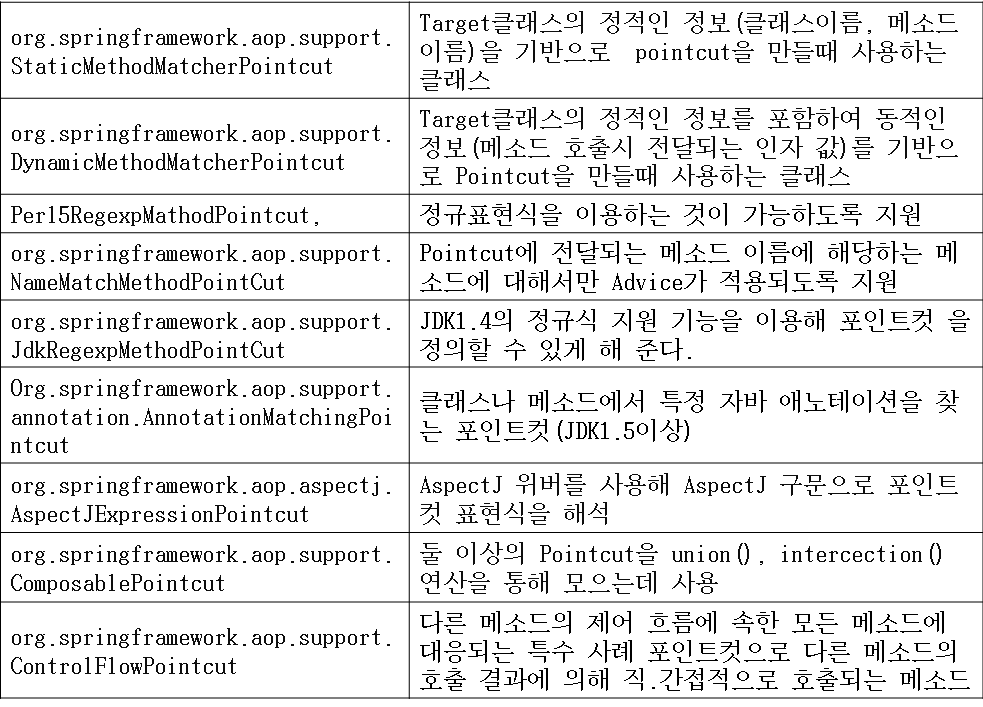 org.springframework.aop.support.
StaticMethodMatcherPointcut
Target클래스의 정적인 정보(클래스이름, 메소드
이름)을 기반으로 pointcut을 만들때 사용하는
클래스
org.springframework.aop.support.
DynamicMethodMatcherPointcut
Target클래스의 정적인 정보를 포함하여 동적인
정보(메소드 호출시 전달되는 인자 값)를 기반으
로 Pointcut을 만들때 사용하는 클래스
Perl5RegexpMathodPointcut,
정규표현식을 이용하는 것이 가능하도록 지원
org.springframework.aop.support.
NameMatchMethodPointCut
Pointcut에 전달되는 메소드 이름에 해당하는 메
소드에 대해서만 Advice가 적용되도록 지원
org.springframework.aop.support.
JdkRegexpMethodPointCut
JDK1.4의 정규식 지원 기능을 이용해 포인트컷 을
정의할 수 있게 해 준다.
Org.springframework.aop.support.
annotation.AnnotationMatchingPoi
ntcut
클래스나 메소드에서 특정 자바 애노테이션을 찾
는 포인트컷(JDK1.5이상)
org.springframework.aop.aspectj.
AspectJExpressionPointcut
AspectJ 위버를 사용해 AspectJ 구문으로 포인트
컷 표현식을 해석
org.springframework.aop.support.
ComposablePointcut
둘 이상의 Pointcut을 union(), intercection()
연산을 통해 모으는데 사용
org.springframework.aop.support.
ControlFlowPointcut
다른 메소드의 제어 흐름에 속한 모든 메소드에
대응되는 특수 사례 포인트컷으로 다른 메소드의
호출 결과에 의해 직.간접적으로 호출되는 메소드